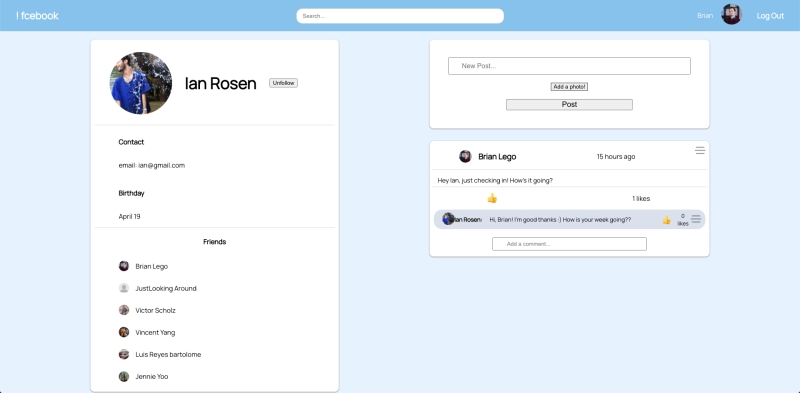 ! fcebook
Search...
Brian
Log Out
Ian Rosen
Unfollow
Contact
email: ian@gmail.com
Birthday
April 19
Friends
Brian Lego
JustLooking Around
Victor Scholz
Vincent Yang
Luis Reyes bartolome
Jennie Yoo
New Post...
Add a photo!
Post
Brian Lego
15 hours ago
Hey Ian, just checking in! How's it going?
1 likes
Ian Rosen
Hi, Brian! I'm good thanks :) How is your week going??
0
likes
Add a comment...